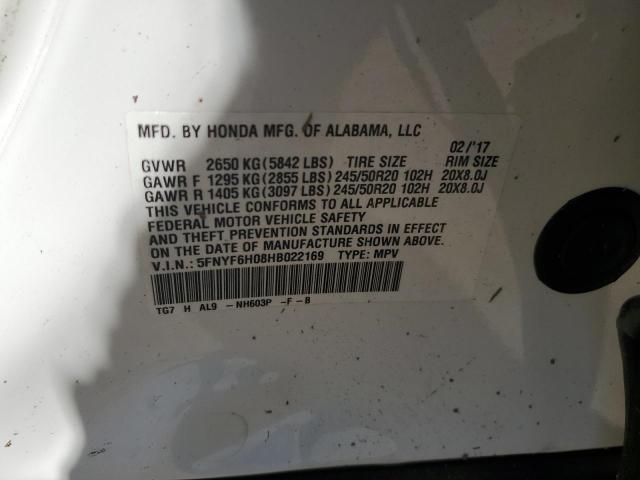 MFD. BY HONDA MFG. OF ALABAMA, LLC
02/'17
GVWR 2650 KG(5842 LBS) TIRE SIZE RIM SIZE
GAWR F 1295 KG(2855 LBS)245/50R20 102H 20X8.0J
GAWR R 1405 KG(3097 LBS)245/50R20 102H 20X8.0J
THIS VEHICLE CONFORMS TO ALL APPLICABLE
FEDERAL MOTOR VEHICLE SAFETY
AND THEFT PREVENTION STANDARDS IN EFFECT
ON THE DATE OF MANUFACTURE SHOWN ABOVE.
V.I.N.: 5FNYF6H08HB022169 TYPE: MPV
TG7 H AL9 -NH603P -F-B